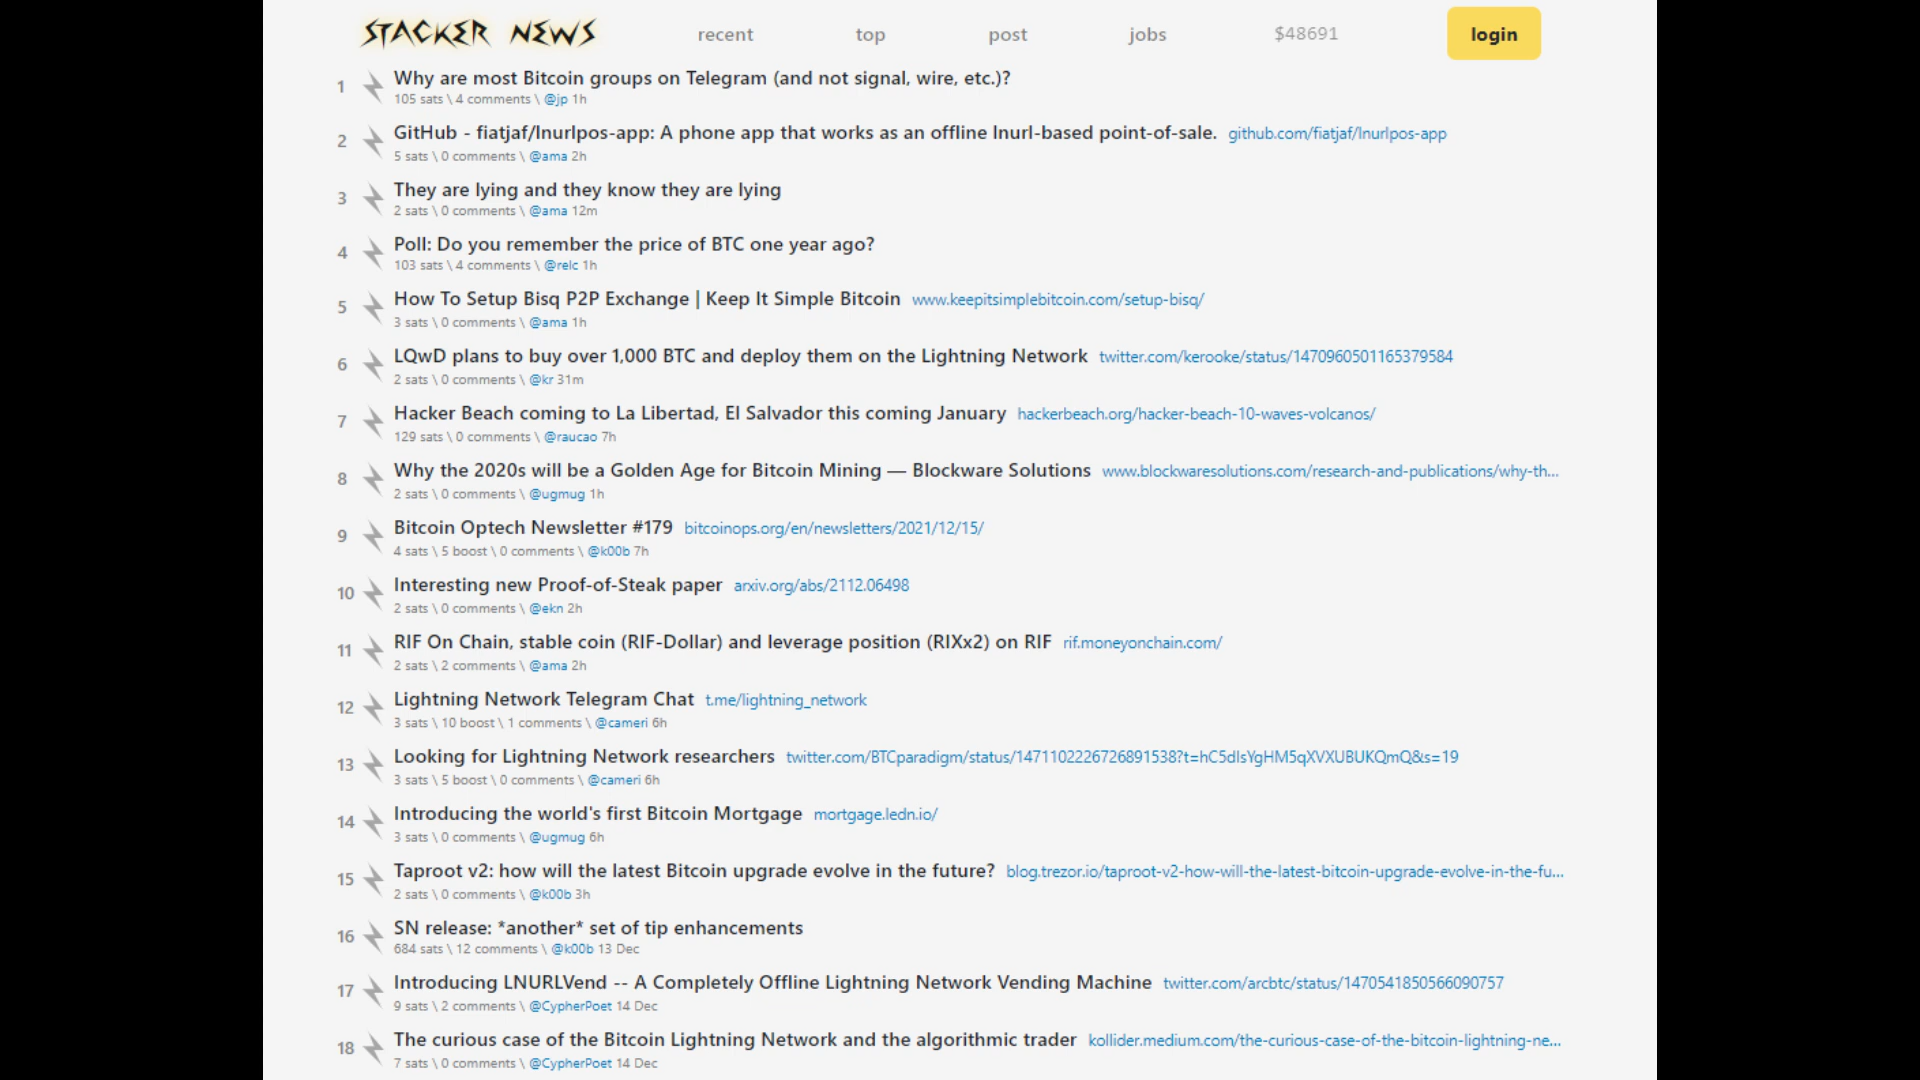 STACKER NEWS recent top post jobs $48691 login
1 Why are most Bitcoin groups on Telegram (and not signal, wire, etc.)?
105 sats \ 4 comments \ @jp 1h
2 GitHub - fiatjaf/lnurlpos-app: A phone app that works as an offline lnurl-based point-of-sale. github.com/fiatjaf/lnurlpos-app
5 sats \ 0 comments \ @ama 2h
3 They are lying and they know they are lying
2 sats \ 0 comments \ @ama 12m
4 Poll: Do you remember the price of BTC one year ago?
103 sats \ 4 comments \ @relc 1h
5 How To Setup Bisq P2P Exchange | Keep It Simple Bitcoin www.keepitsimplebitcoin.com/setup-bisq/
3 sats \ 0 comments \ @ama 1h
6 LQwD plans to buy over 1,000 BTC and deploy them on the Lightning Network twitter.com/kerooke/status/1470960501165379584
2 sats \ 0 comments \ @kr 31m
7 Hacker Beach coming to La Libertad, El Salvador this coming January hackerbeach.org/hacker-beach-10-waves-volcanos/
129 sats \ 0 comments \ @raucao 7h
8 Why the 2020s will be a Golden Age for Bitcoin Mining — Blockware Solutions www.blockwaresolutions.com/research-and-publications/why-th...
2 sats \ 0 comments \ @ugmug 1h
9 Bitcoin Optech Newsletter #179 bitcoinops.org/en/newsletters/2021/12/15/
4 sats \ 5 boost \ 0 comments \ @k00b 7h
10 Interesting new Proof-of-Steak paper arxiv.org/abs/2112.06498
2 sats \ 0 comments \ @ekn 2h
11 RIF On Chain, stable coin (RIF-Dollar) and leverage position (RIXx2) on RIF rif.moneyonchain.com/
2 sats \ 2 comments \ @ama 2h
12 Lightning Network Telegram Chat t.me/lightning_network
3 sats \ 10 boost \ 1 comments \ @cameri 6h
13 Looking for Lightning Network researchers twitter.com/BTCparadigm/status/1471102226726891538?t=hC5dIsYgHM5qXVXUBUKQmQ&s=19
3 sats \ 5 boost \ 0 comments \ @cameri 6h
14 Introducing the world's first Bitcoin Mortgage mortgage.ledn.io/
3 sats \ 0 comments \ @ugmug 6h
15 Taproot v2: how will the latest Bitcoin upgrade evolve in the future? blog.trezor.io/taproot-v2-how-will-the-latest-bitcoin-upgrade-evolve-in-the-fu...
2 sats \ 0 comments \ @k00b 3h
16 SN release: *another* set of tip enhancements
684 sats \ 12 comments \ @k00b 13 Dec
17 Introducing LNURLVend -- A Completely Offline Lightning Network Vending Machine twitter.com/arcbtc/status/1470541850566090757
9 sats \ 2 comments \ @CypherPoet 14 Dec
18 The curious case of the Bitcoin Lightning Network and the algorithmic trader kollider.medium.com/the-curious-case-of-the-bitcoin-lightning-ne...
7 sats \ 0 comments \ @CypherPoet 14 Dec